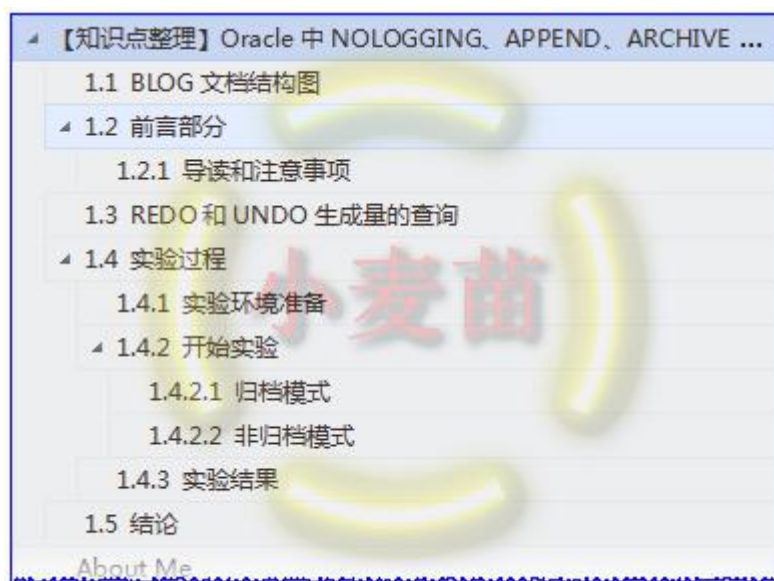 【知识点整理】Oracle 中 NOLOGGING、APPEND、ARCHIVE ...
1.1 BLOG 文档结构图
1.2 前言部分
1.2.1 导读和注意事项
1.3 REDO 和 UNDO 生成量的查询
1.4 实验过程
1.4.1 实验环境准备
小麦苗
1.4.2 开始实验
1.4.2.1 归档模式
1.4.2.2 非归档模式
1.4.3 实验结果
1.5 结论
About Me